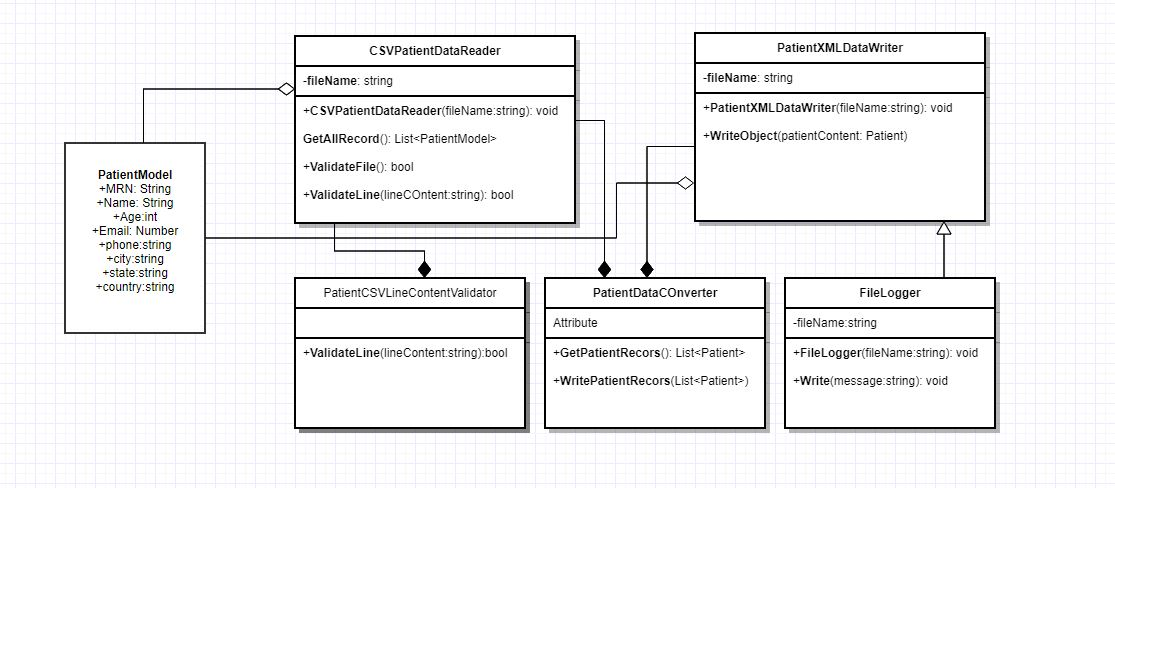 CSVPatientDataReader
-fileName: string
+CSVPatientDataReader(fileName:string): void
GetAllRecord(): List<PatientModel>
+ValidateFile(): bool
+ValidateLine(lineCOntent:string): bool
PatientXMLDataWriter
-fileName: string
+PatientXMLDataWriter(fileName:string): void
+WriteObject(patientContent: Patient)
PatientModel
+MRN: String
+Name: String
+Age:int
+Email: Number
+phone:string
+city:string
+state:string
+country:string
PatientCSVLineContentValidator
+ValidateLine(lineContent:string):bool
PatientDataCOnverter
Attribute
+GetPatientRecors(): List<Patient>
+WritePatientRecors(List<Patient>)
FileLogger
-fileName:string
+FileLogger(fileName:string): void
+Write(message:string): void